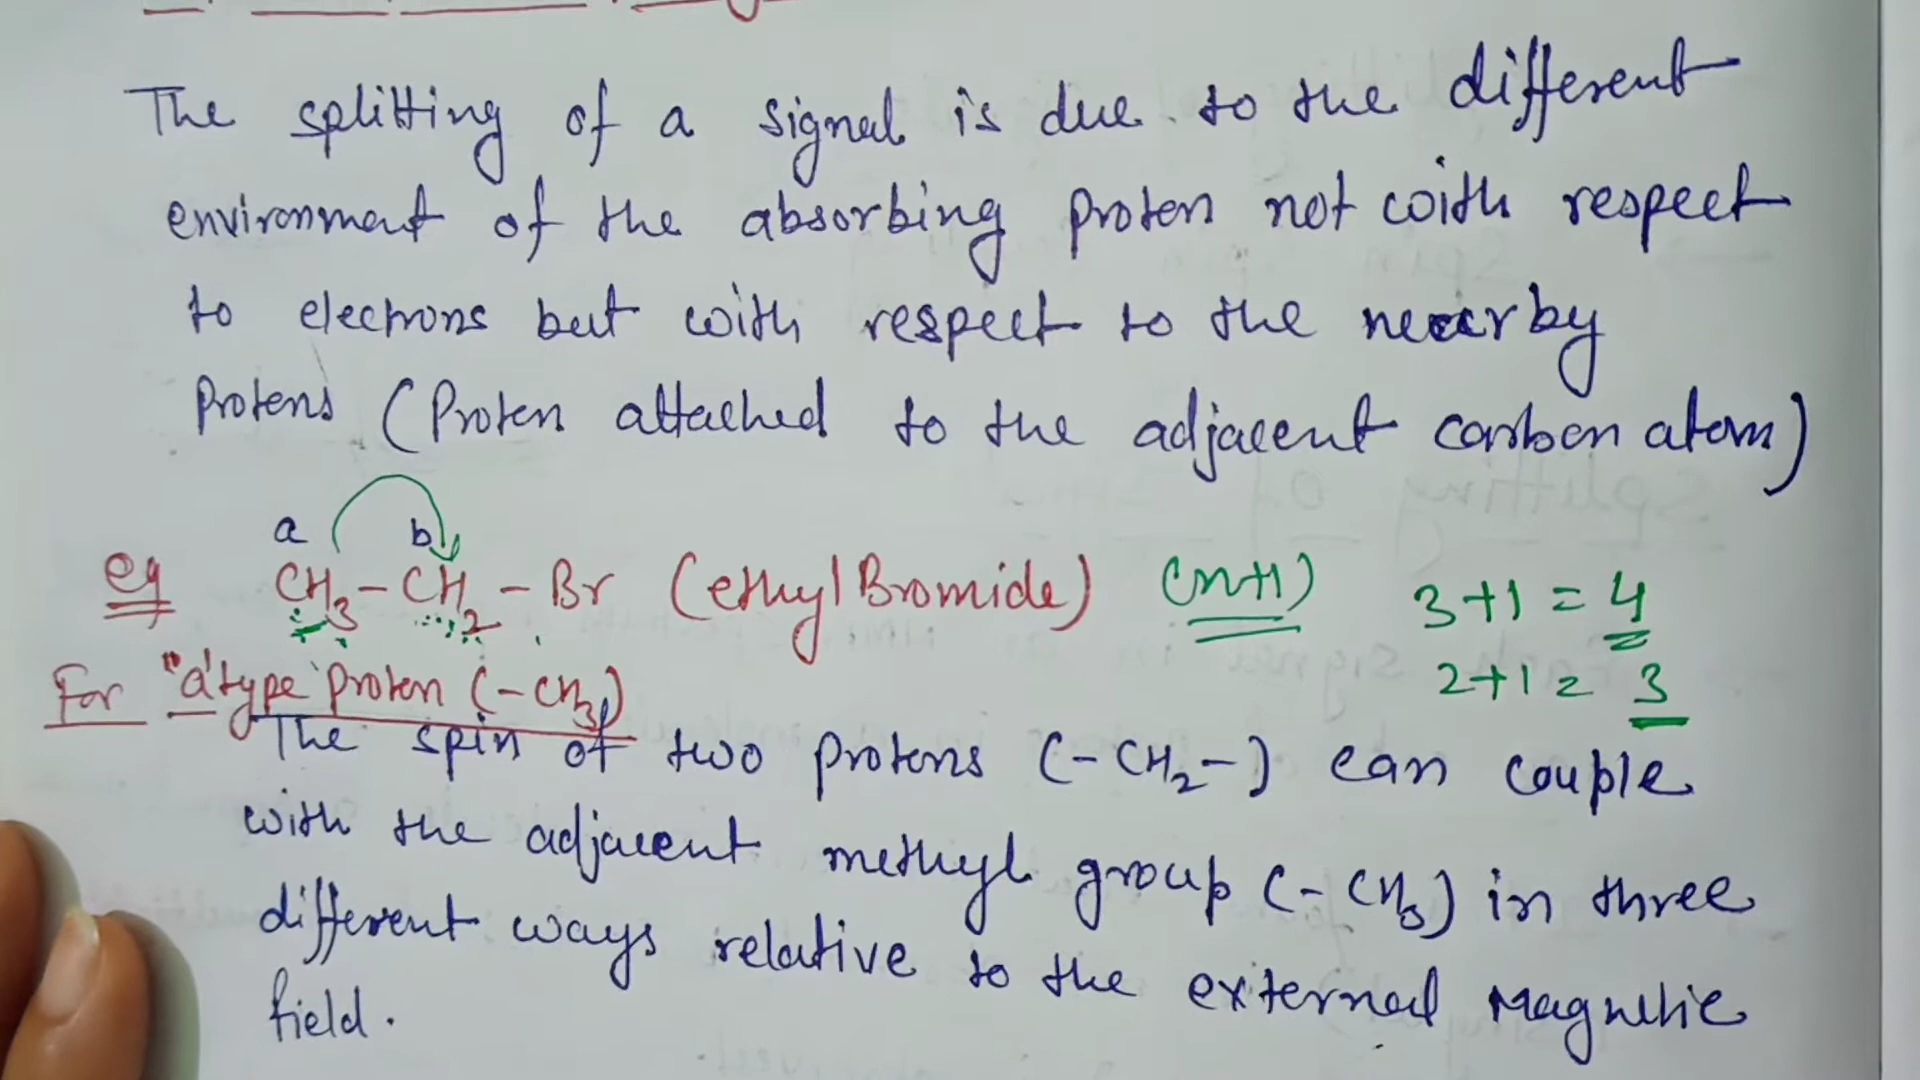 The splitting of a signal is due to the different
environment of the absorbing proton not with respect
to electrons but with respect to the nearby
Protons (Proton attached to the adjacent carbon atom)
a b
eg CH3-CH2-Br (ethyl Bromide) (n+1) 3+1=4
2+1=3
For "a" type proton (-CH3)
The spin of two protons (-CH2-) can couple
with the adjacent methyl group (-CH3) in three
different ways relative to the external Magnetic
field.